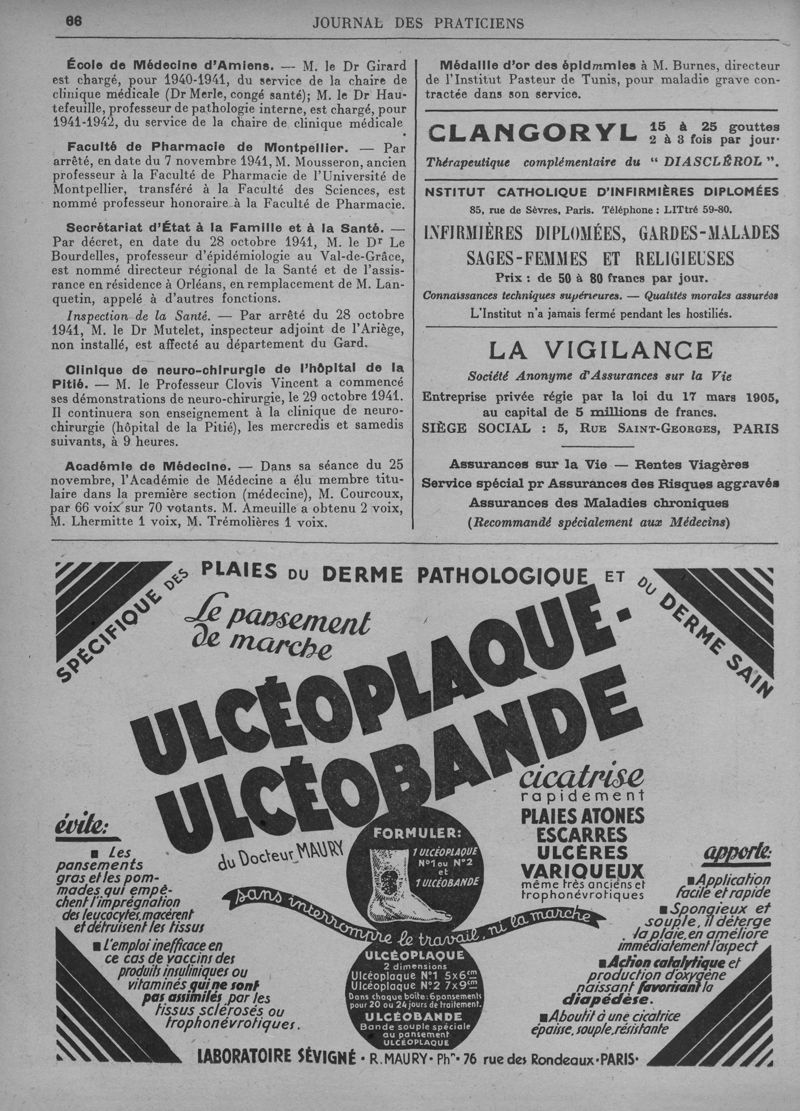 66
JOURNAL DES PRATICIENS
École de Médecine d'Amiens. — M. le Dr Girard
est chargé, pour 1940-1941, du service de la chaire de
clinique médicale (Dr Merle, congé santé); M. le Dr Hau-
tefeuille, professeur de pathologie interne, est chargé, pour
1941-1942, du service de la chaire de clinique médicale
Faculté de Pharmacie de Montpellier. — Par
arrêté, en date du 7 novembre 1941, M. Mousseron, ancien
professeur à la Faculté de Pharmacie de l'Université de
Montpellier, transféré à la Faculté des Sciences, est
nommé professeur honoraire à la Faculté de Pharmacie.
Secrétariat d'État à la Famille et à la Santé. —
Par décret, en date du 28 octobre 1941, M. le Dr Le
Bourdelles, professeur d'épidémiologie au Val-de-Grâce,
est nommé directeur régional de la Santé et de l'assis-
rance en résidence à Orléans, en remplacement de M. Lan-
quetin, appelé à d'autres fonctions.
Inspection de la Santé. — Par arrêté du 28 octobre
1941, M. le Dr Mutelet, inspecteur adjoint de l'Ariège,
non installé, est affecté au département du Gard.
Clinique de neuro-chirurgie de l'hôpital de la
Pitié. — M. le Professeur Clovis Vincent a commencé
ses démonstrations de neuro-chirurgie, le 29 octobre 1941.
Il continuera son enseignement à la clinique de neuro-
chirurgie (hôpital de la Pitié), les mercredis et samedis
suivants, à 9 heures.
Académie de Médecine. — Dans sa séance du 25
novembre, l'Académie de Médecine a élu membre titu-
laire dans la première section (médecine), M. Courcoux,
par 66 voix sur 70 votants. M. Ameuille a obtenu 2 voix,
M. Lhermitte 1 voix, M. Trémolières 1 voix.
Médaille d'or des épidmmies à M. Burnes, directeur
de l'Institut Pasteur de Tunis, pour maladie grave con-
tractée dans son service.
CLANGORYL 15 à 25 gouttes
2 à 3 fois par jour.
Thérapeutique complémentaire du " DIASCLÉROL ".
NSTITUT CATHOLIQUE D'INFIRMIÈRES DIPLOMÉES
85, rue de Sèvres, Paris. Téléphone : LITtré 59-80.
INFIRMIÈRES DIPLOMÉES, GARDES-MALADES
SAGES-FEMMES ET RELIGIEUSES
Prix : de 50 à 80 francs par jour.
Connaissances techniques supérieures. — Qualités morales assurées
L'Institut n'a jamais fermé pendant les hostiliés.
LA VIGILANCE
Société Anonyme d'Assurances sur la Vie
Entreprise privée régie par la loi du 17 mars 1905,
au capital de 5 millions de francs.
SIÈGE SOCIAL : 5, RUE SAINT-GEORGES, PARIS
Assurances sur la Vie — Rentes Viagères
Service spécial pr Assurances des Risques aggravés
Assurances des Maladies chroniques
(Recommandé spécialement aux Médecins)
SPÉCIFIQUE DES PLAIES DU DERME PATHOLOGIQUE ET DU DERME SAIN
Le pansement
de marche
ULCÉOPLAQUE-
ULCÉOBANDE
du Docteur MAURY
cicatrise
rapidement
PLAIES ATONES
ESCARRES
ULCÈRES
VARIQUEUX
même très anciens et
trophonévrotiques
FORMULER:
1 ULCÉOPLAQUE
N°1 ou N°2
et
1 ULCÉOBANDE
sans interrompre le travail, ni la marche
évite:
Les
pansements
gras et les pom-
mades qui empê-
chent l'imprégnation
des leucocytes, macèrent
et détruisent les tissus
L'emploi inefficace en
ce cas de vaccins des
produits insuliniques ou
vitaminés qui ne sont
pas assimilés par les
tissus sclérosés ou
trophonévrotiques.
ULCÉOPLAQUE
2 dimensions
Ulcéoplaque N°1 5x6cm
Ulcéoplaque N°2 7x9cm
Dans chaque boîte: 6 pansements
pour 20 ou 24 jours de traitement.
ULCÉOBANDE
Bande souple spéciale
au pansement
ULCÉOPLAQUE
apporte:
Application
facile et rapide
Spongieux et
souple, il déterge
la plaie, en améliore
immédiatement l'aspect
Action catalytique et
production d'oxygène
naissant favorisant la
diapédèse.
Aboutit à une cicatrice
épaisse, souple, résistante
LABORATOIRE SÉVIGNÉ • R. MAURY • Phen • 76 rue des Rondeaux • PARIS •